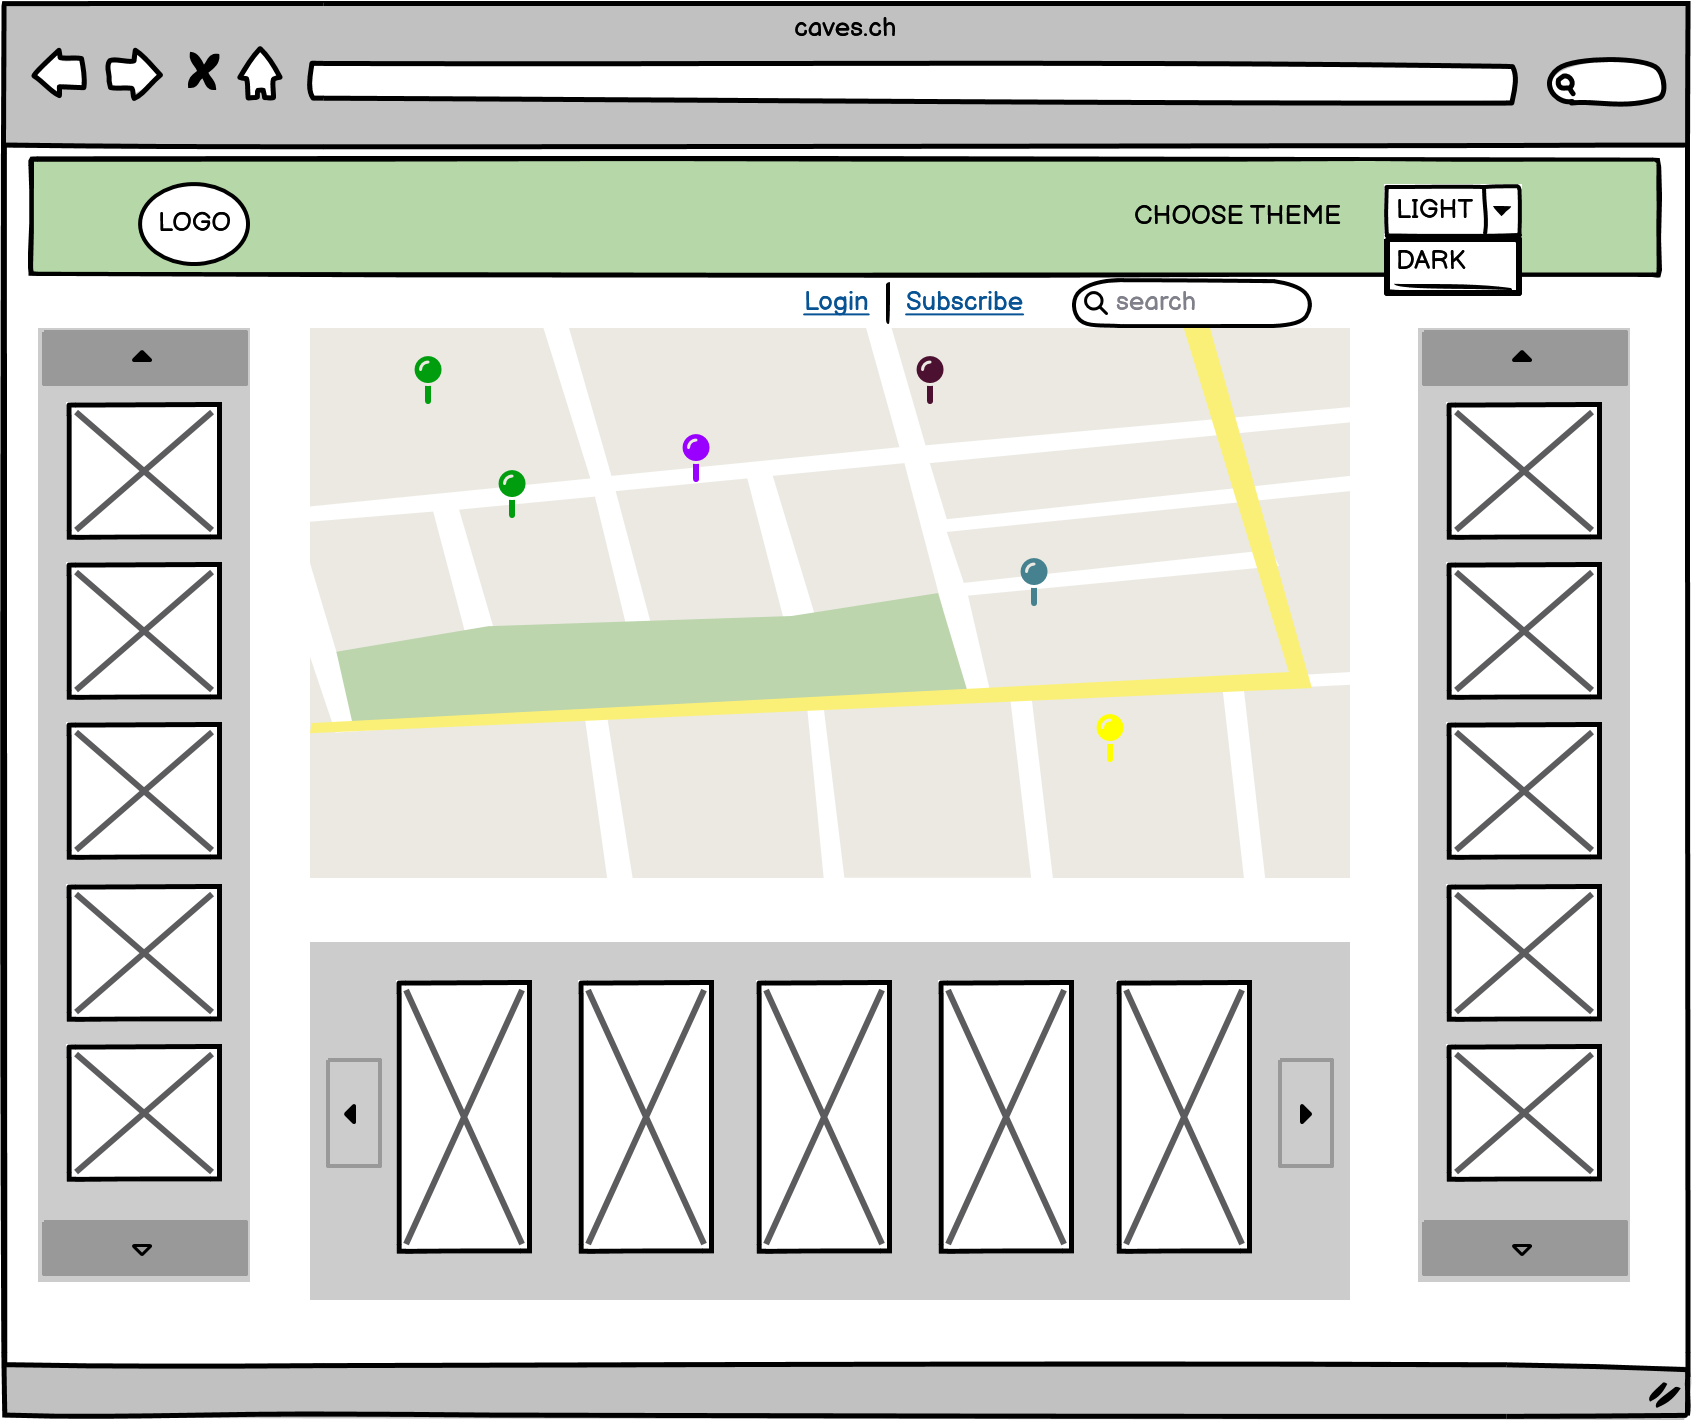 caves.ch
LOGO
CHOOSE THEME
LIGHT
DARK
Login
Subscribe
search